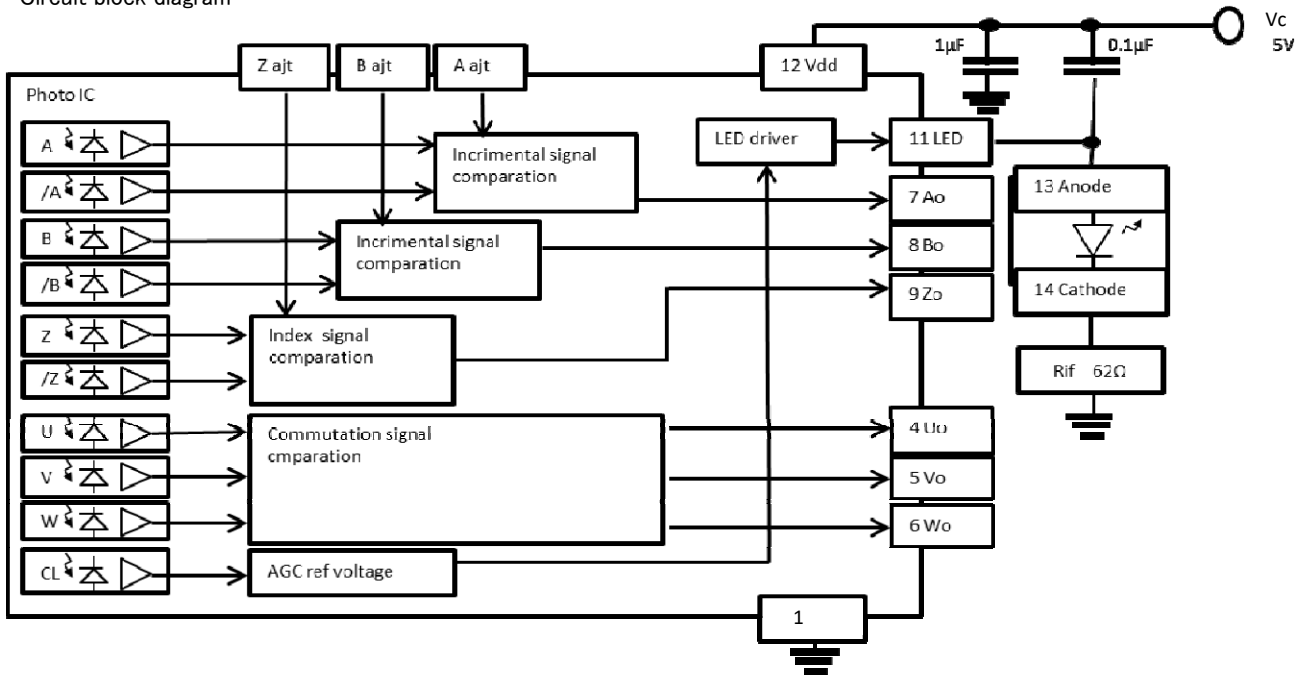 Circuit block diagram
Vc
5V
1µF
0.1µF
Z ajt
B ajt
A ajt
12 Vdd
Photo IC
A
/A
B
/B
Z
/Z
U
V
W
CL
Incrimental signal
comparation
Incrimental signal
comparation
Index signal
comparation
Commutation signal
cmparation
AGC ref voltage
LED driver
11 LED
7 Ao
8 Bo
9 Zo
4 Uo
5 Vo
6 Wo
13 Anode
14 Cathode
Rif 62Ω
1